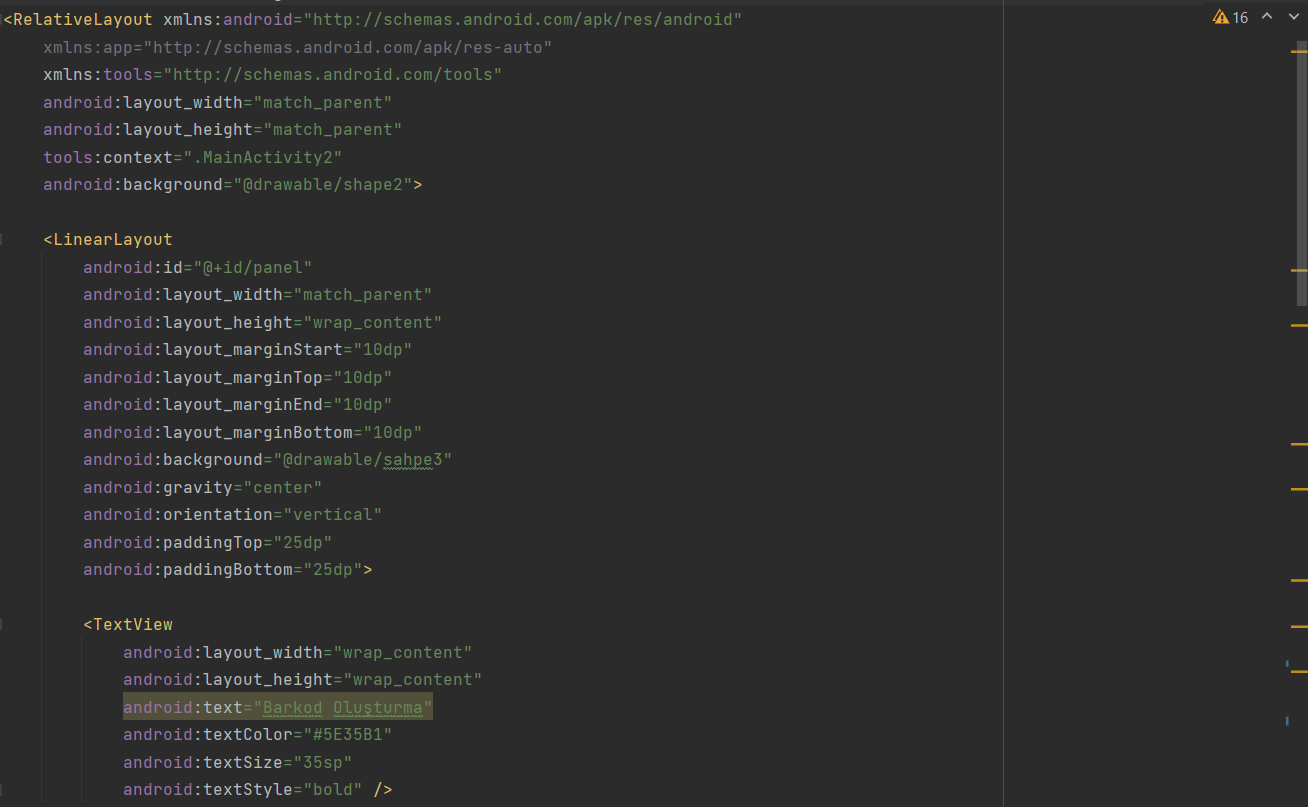 <RelativeLayout xmlns:android="http://schemas.android.com/apk/res/android"
16
xmlns:app="http://schemas.android.com/apk/res-auto"
xmlns:tools="http://schemas.android.com/tools"
android:layout_width="match_parent"
android:layout_height="match_parent"
tools:context=".MainActivity2"
android:background="@drawable/shape2">
<LinearLayout
android:id="@+id/panel"
android:layout_width="match_parent"
android:layout_height="wrap_content"
android:layout_marginStart="10dp"
android:layout_marginTop="10dp"
android:layout_marginEnd="10dp"
android:layout_marginBottom="10dp"
android:background="@drawable/sahpe3"
android:gravity="center"
android:orientation="vertical"
android:paddingTop="25dp"
android:paddingBottom="25dp">
<TextView
android:layout_width="wrap_content"
android:layout_height="wrap_content"
android:text="Barkod Oluşturma"
android:textColor="#5E35B1"
android:textSize="35sp"
android:textStyle="bold" />